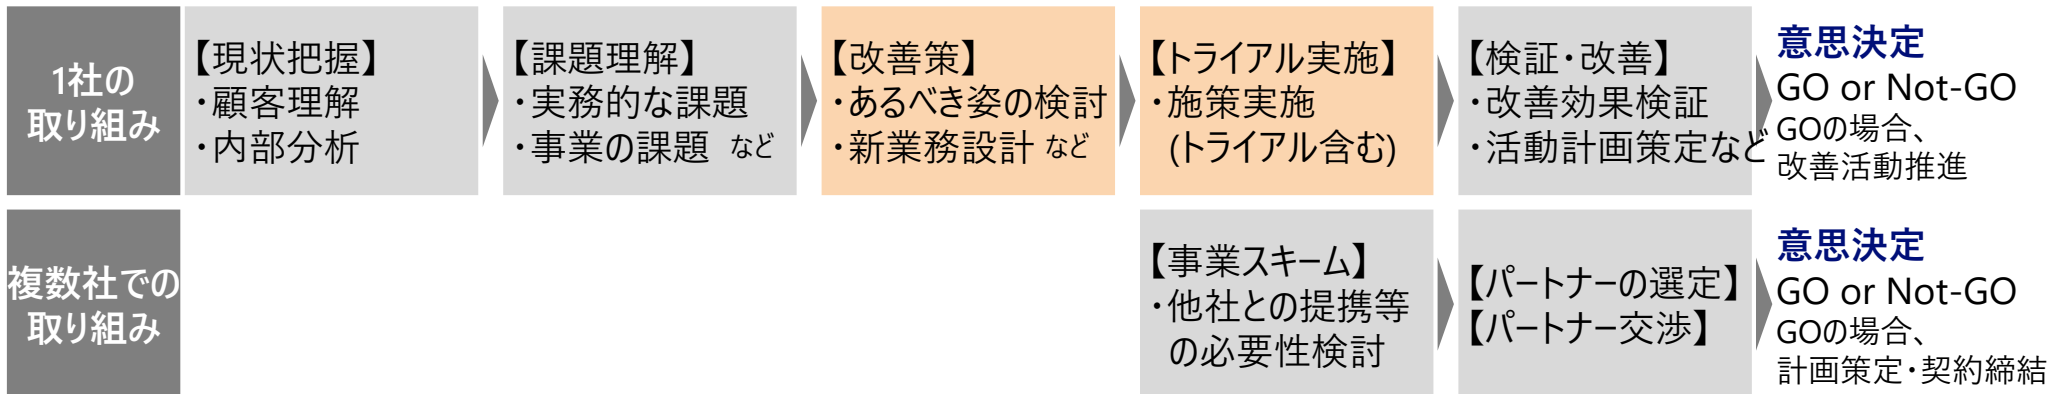 1社の
取り組み
【現状把握】
・顧客理解
・内部分析
【課題理解】
・実務的な課題
・事業の課題 など
【改善策】
・あるべき姿の検討
・新業務設計 など
【トライアル実施】
・施策実施
(トライアル含む)
【検証・改善】
・改善効果検証
・活動計画策定など
意思決定
GO or Not-GO
GOの場合、
改善活動推進
複数社での
取り組み
【事業スキーム】
・他社との提携等
の必要性検討
【パートナーの選定】
【パートナー交渉】
意思決定
GO or Not-GO
GOの場合、
計画策定・契約締結